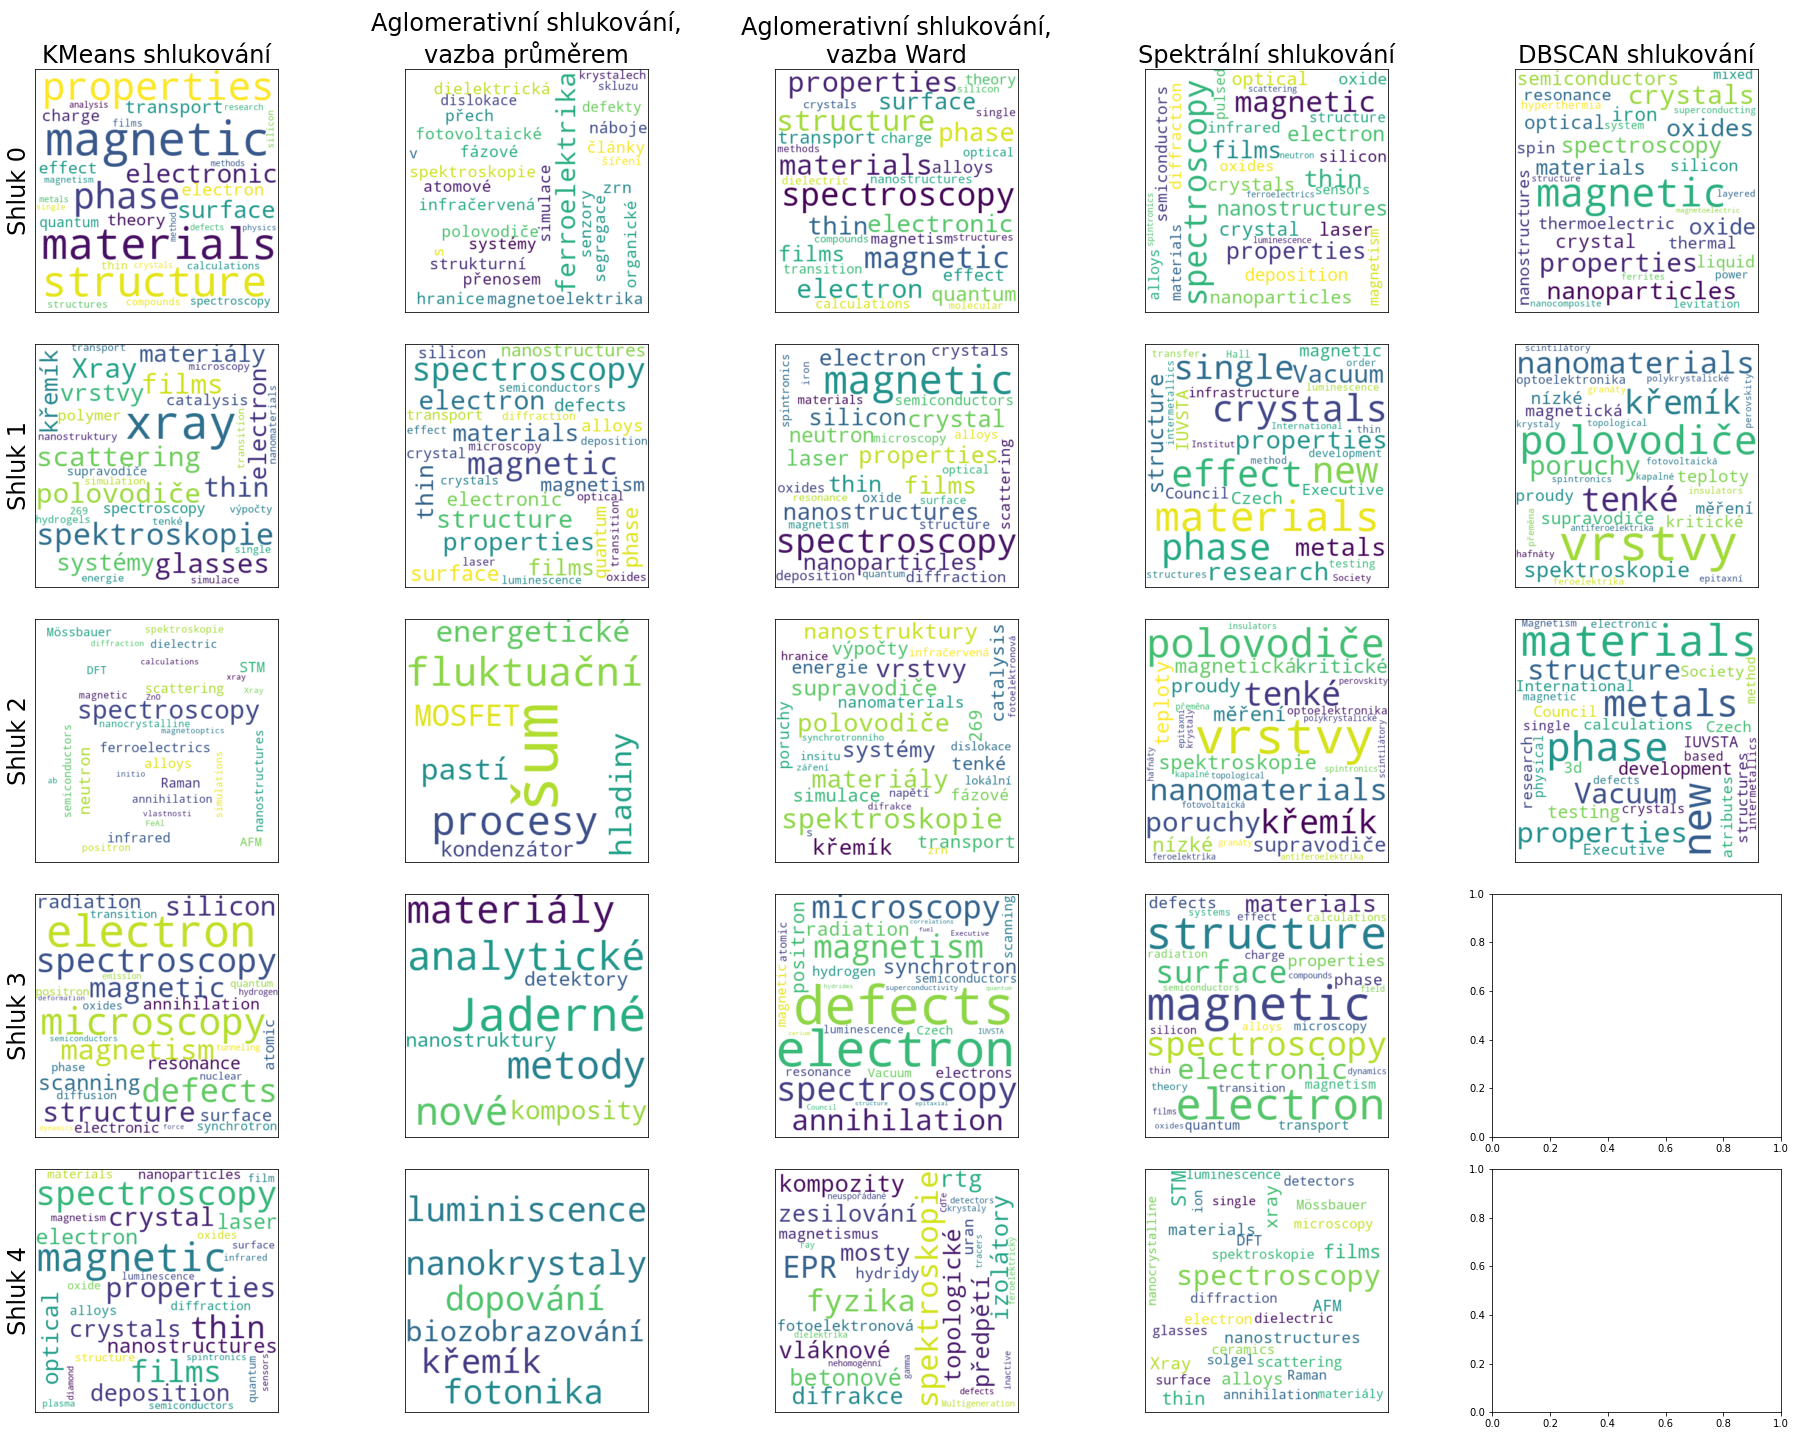 KMeans shlukování
Aglomerativní shlukování,
vazba průměrem
Aglomerativní shlukování,
vazba Ward
Spektrální shlukování
DBSCAN shlukování
Shluk 0
properties
analysis
transport
research
charge
films
silicon
magnetic
effect
methods
electronic
magnetism
phase
electron
metals
single
surface
quantum
theory
method
defects
physics
materials
thin
crystals
calculations
structure
structures
compounds
spectroscopy
krystalech
dielektrická
skluzu
dislokace
defekty
přech
ferroelektrika
fotovoltaické
náboje
v
fázové
články
šíření
spektroskopie
atomové
zrn
infračervená
simulace
senzory
segregace
organické
polovodiče
systémy
s
strukturní
přenosem
hranice
magnetoelektrika
properties
theory
silicon
crystals
surface
single
structure
phase
transport
charge
methods
optical
materials
alloys
dielectric
nanostructures
spectroscopy
thin
electronic
compounds
magnetism
structures
films
magnetic
transition
effect
electron
quantum
calculations
molecular
optical
oxide
scattering
pulsed
magnetic
semiconductors
diffraction
spectroscopy
structure
infrared
electron
films
neutron
silicon
oxides
thin
crystals
sensors
ferroelectrics
nanostructures
spintronics
crystal
laser
luminescence
properties
magnetism
alloys
materials
deposition
nanoparticles
semiconductors
mixed
resonance
crystals
hyperthermia
superconducting
iron
optical
system
oxides
spin
spectroscopy
materials
silicon
structure
nanostructures
magnetic
layered
magnetoelectric
thermoelectric
oxide
crystal
thermal
properties
liquid
ferrites
power
nanoparticles
nanocomposite
levitation
Shluk 1
transport
materiály
křemík
Xray
microscopy
vrstvy
films
catalysis
polymer
xray
electron
nanomaterials
nanostruktury
transition
scattering
supravodiče
simulation
polovodiče
thin
269
spectroscopy
výpočty
hydrogels
tenké
spektroskopie
single
systémy
glasses
energie
simulace
silicon
nanostructures
spectroscopy
semiconductors
electron
defects
transport
diffraction
effect
materials
alloys
deposition
microscopy
crystal
magnetic
thin
crystals
magnetism
electronic
optical
structure
quantum
transition
phase
properties
laser
films
surface
luminescence
oxides
electron
crystals
spintronics
iron
magnetic
materials
semiconductors
silicon
crystal
neutron
microscopy
alloys
laser
properties
scattering
optical
oxides
thin
films
resonance
oxide
surface
nanostructures
magnetism
structure
spectroscopy
nanoparticles
deposition
quantum
diffraction
transfer
Hall
magnetic
single
order
Vacuum
luminescence
structure
intermetallics
IUVSTA
infrastructure
crystals
International
thin
Institut
properties
method
development
effect
new
Council
Czech
Executive
materials
phase
metals
testing
structures
research
Society
scintilátory
nanomaterials
optoelektronika
polykrystalické
granáty
perovskity
nízké
křemík
magnetická
krystaly
topological
polovodiče
poruchy
fotovoltaická
spintronics
kapalné
teploty
proudy
tenké
insulators
měření
přeměna
supravodiče
kritické
antiferoelektrika
hafnáty
vrstvy
spektroskopie
feroelektrika
epitaxní
Shluk 2
Mössbauer
spektroskopie
diffraction
dielectric
calculations
DFT
STM
xray
scattering
Xray
magnetic
ZnO
spectroscopy
nanocrystalline
magnetooptics
semiconductors
neutron
ferroelectrics
nanostructures
alloys
initio
ab
Raman
simulations
annihilation
vlastnosti
FeAl
infrared
positron
AFM
energetické
fluktuační
MOSFET
šum
pastí
hladiny
procesy
kondenzátor
nanostruktury
catalysis
fotoelektronová
hranice
výpočty
infračervená
energie
vrstvy
supravodiče
nanomaterials
poruchy
polovodiče
269
synchrotronního
systémy
dislokace
insitu
tenké
záření
materiály
lokální
simulace
napětí
fázové
difrakce
spektroskopie
s
křemík
transport
zrn
insulators
polovodiče
magnetická
kritické
teploty
perovskity
proudy
tenké
přeměna
optoelektronika
epitaxní
krystaly
měření
polykrystalické
scintilátory
vrstvy
hafnáty
spektroskopie
spintronics
kapalné
topological
nanomaterials
fotovoltaická
poruchy
křemík
nízké
granáty
supravodiče
feroelektrika
antiferoelektrika
Magnetism
electronic
materials
structure
Society
method
International
magnetic
metals
Council
single
calculations
Czech
phase
IUVSTA
research
physical
based
3d
development
structures
intermetallics
defects
Vacuum
new
attributes
testing
crystals
properties
Executive
Shluk 3
radiation
silicon
transition
electron
spectroscopy
emission
quantum
positron
magnetic
hydrogen
deformation
oxides
annihilation
microscopy
atomic
semiconductors
magnetism
tunneling
phase
resonance
nuclear
scanning
defects
diffusion
structure
surface
dynamics
electronic
force
synchrotron
materiály
analytické
detektory
Jaderné
nanostruktury
metody
nové
komposity
microscopy
positron
scanning
correlations
radiation
fuel
Executive
atomic
magnetism
magnetic
hydrogen
synchrotron
semiconductors
hydrides
superconductivity
quantum
defects
cerium
luminescence
Czech
IUVSTA
electron
resonance
Vacuum
electrons
spectroscopy
Council
structure
epitaxial
annihilation
defects
materials
systems
effect
calculations
structure
radiation
charge
properties
surface
compounds
phase
semiconductors
field
magnetic
silicon
alloys
microscopy
spectroscopy
thin
electronic
dynamics
theory
transition
magnetism
films
electron
oxides
quantum
transport
1.0
0.8
0.6
0.4
0.2
0.0
0.0 0.2 0.4 0.6 0.8 1.0
Shluk 4
materials
nanoparticles
film
spectroscopy
magnetism
crystal
laser
electron
oxides
surface
magnetic
infrared
luminescence
oxide
properties
optical
alloys
diffraction
crystals
thin
nanostructures
structure
spintronics
diamond
films
quantum
sensors
deposition
plasma
semiconductors
luminiscence
nanokrystaly
dopování
biozobrazování
křemík
fotonika
kompozity
spektroskopie
rtg
neuspořádané
CdTe
detectors
zesilování
krystaly
magnetismus
ray
topologické
uran
izolátory
mosty
tracers
EPR
hydridy
feroelektricky
fyzika
předpětí
fotoelektronová
dielektrika
vláknové
nehomogénní
gamma
inactive
betonové
difrakce
defects
Multigeneration
STM
luminescence
ion
single
detectors
xray
Mössbauer
nanocrystalline
microscopy
materials
DFT
spektroskopie
films
spectroscopy
diffraction
AFM
electron
dielectric
glasses
nanostructures
ceramics
Xray
solgel
scattering
surface
alloys
Raman
thin
annihilation
materiály
1.0
0.8
0.6
0.4
0.2
0.0
0.0 0.2 0.4 0.6 0.8 1.0